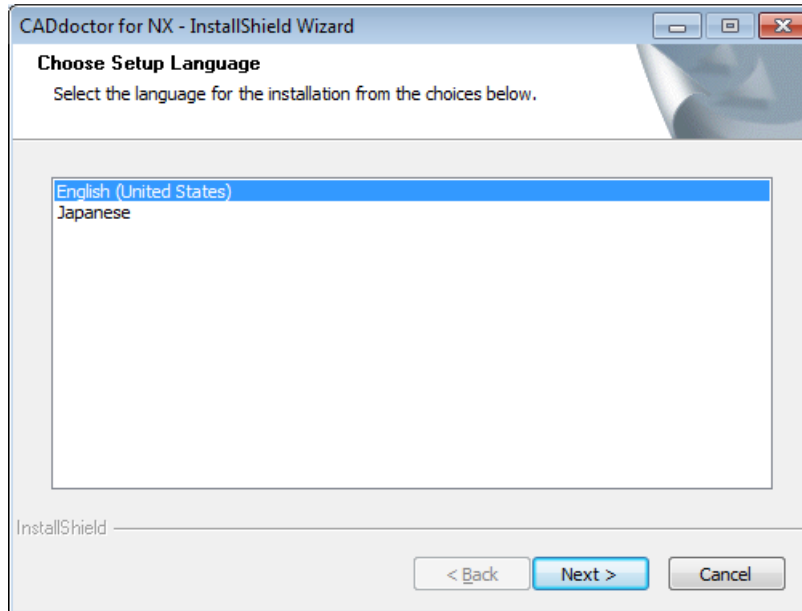 CADdoctor for NX - InstallShield Wizard
Choose Setup Language
Select the language for the installation from the choices below.
English (United States)
Japanese
InstallShield
< Back
Next >
Cancel